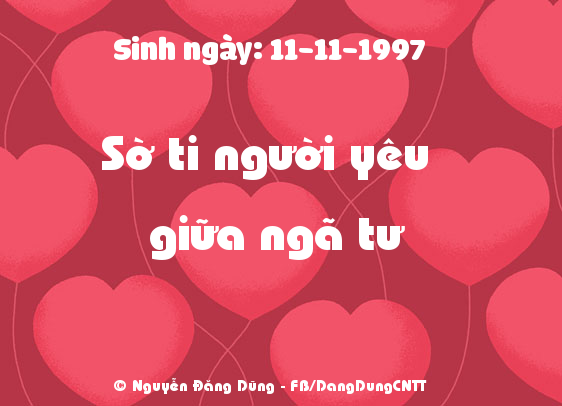 Sinh ngày: 11-11-1997
Sờ ti người yêu
giữa ngã tư
© Nguyễn Đăng Dũng - FB/DangDungCNTT